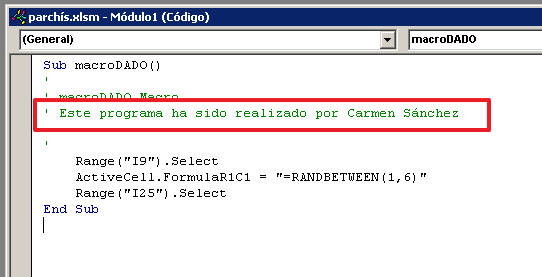 parchís.xlsm - Módulo1 (Código)
(General) macroDADO
Sub macroDADO()
'
' macroDADO Macro
' Este programa ha sido realizado por Carmen Sánchez
'
Range("I9").Select
ActiveCell.FormulaR1C1 = "=RANDBETWEEN(1,6)"
Range("I25").Select
End Sub